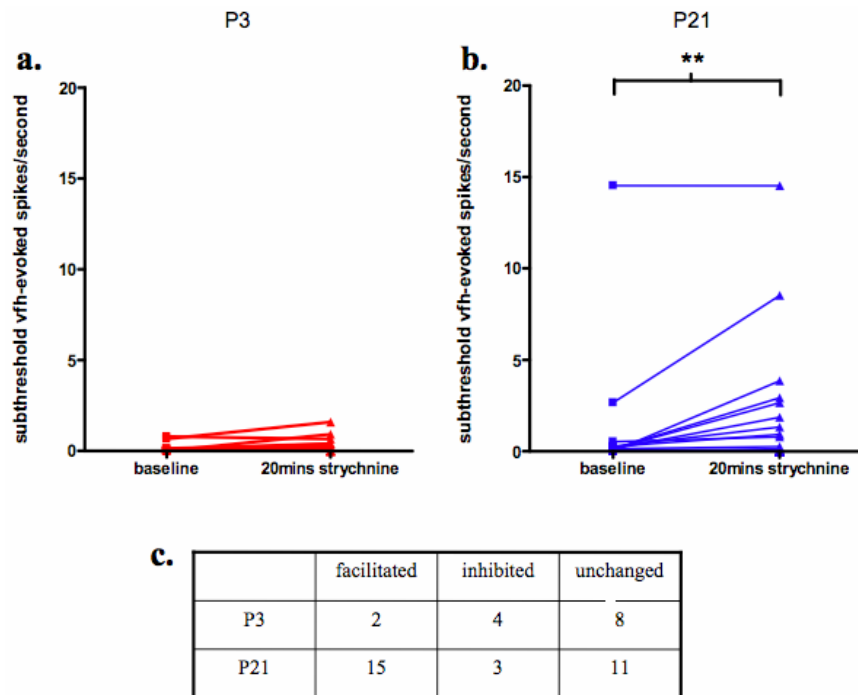 P3
a.
subthreshold vfh-evoked spikes/second
20
15
10
5
0
baseline 20mins strychnine
P21
b.
**
subthreshold vfh-evoked spikes/second
20
15
10
5
0
baseline 20mins strychnine
c.
facilitated inhibited unchanged
P3 2 4 8
P21 15 3 11